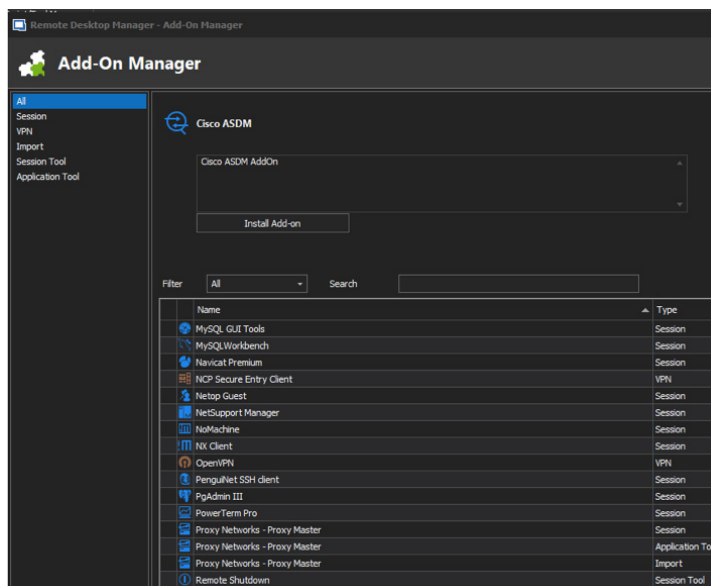 Remote Desktop Manager - Add-On Manager
Add-On Manager
All
Session
VPN
Import
Session Tool
Application Tool
Cisco ASDM
Cisco ASDM AddOn
Install Add-on
Filter All Search
Name Type
MySQL GUI Tools Session
MySQLWorkbench Session
Navicat Premium Session
NCP Secure Entry Client VPN
Netop Guest Session
NetSupport Manager Session
NoMachine Session
NX Client Session
OpenVPN VPN
PenguiNet SSH client Session
PgAdmin III Session
PowerTerm Pro Session
Proxy Networks - Proxy Master Session
Proxy Networks - Proxy Master Application To
Proxy Networks - Proxy Master Import
Remote Shutdown Session Tool